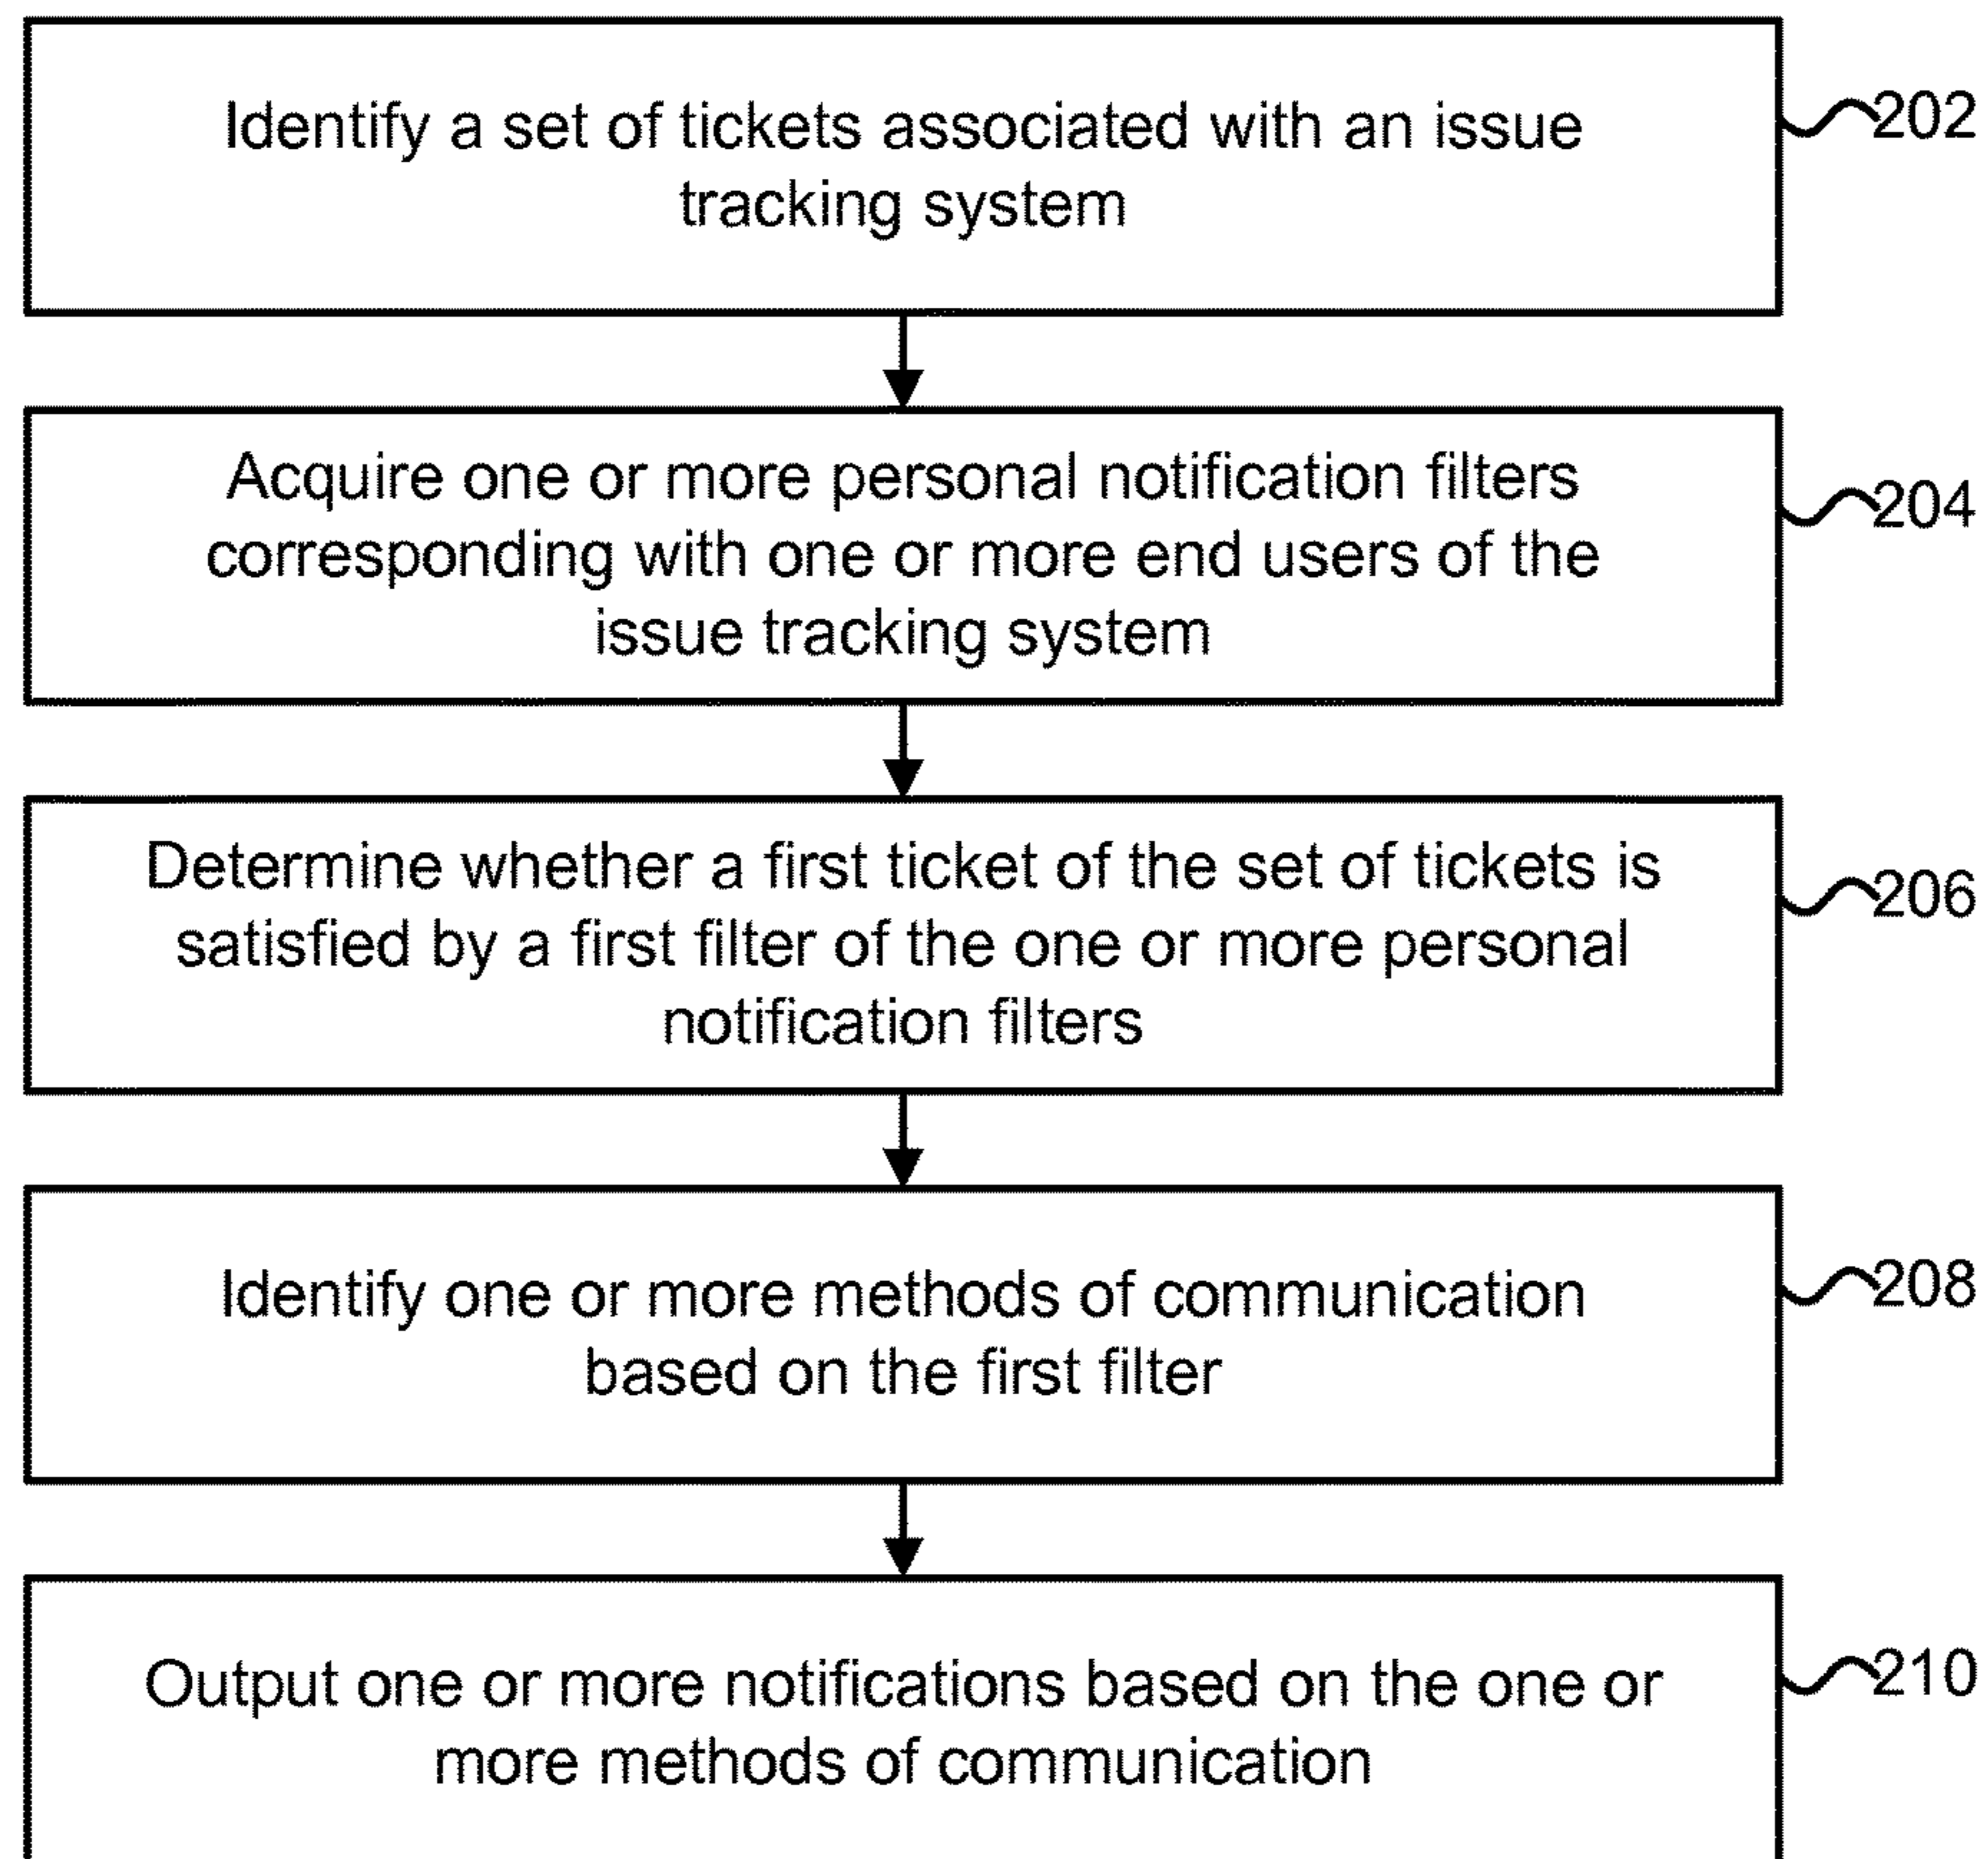 Identify a set of tickets associated with an issue
tracking system
202
Acquire one or more personal notification filters
corresponding with one or more end users of the
issue tracking system
204
Determine whether a first ticket of the set of tickets is
satisfied by a first filter of the one or more personal
notification filters
206
Identify one or more methods of communication
based on the first filter
208
Output one or more notifications based on the one or
more methods of communication
210